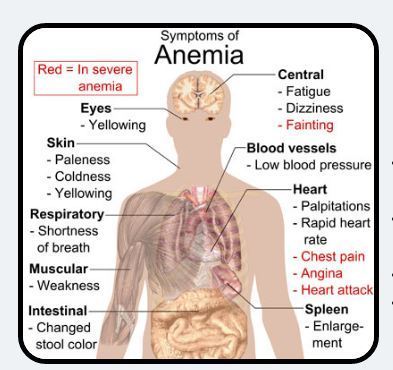 Symptoms of
Anemia
Red = In severe
anemia
Central
- Fatigue
- Dizziness
- Fainting
Eyes
- Yellowing
Skin
- Paleness
- Coldness
- Yellowing
Blood vessels
- Low blood pressure
Heart
- Palpitations
- Rapid heart
rate
- Chest pain
- Angina
- Heart attack
Respiratory
- Shortness
of breath
Muscular
- Weakness
Intestinal
- Changed
stool color
Spleen
- Enlarge-
ment